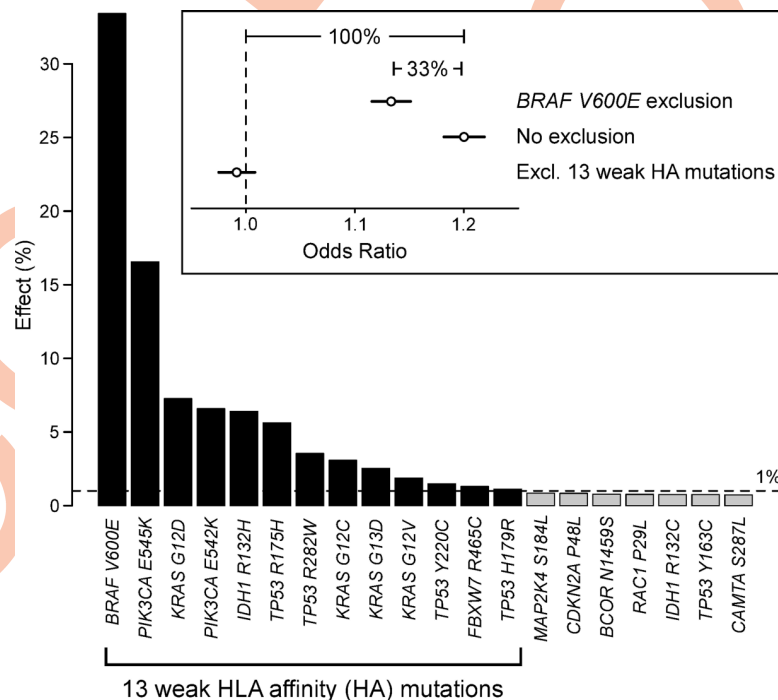 100%
33%
BRAF V600E exclusion
No exclusion
Excl. 13 weak HA mutations
1.0 1.1 1.2
Odds Ratio
Effect (%)
30
25
20
15
10
5
0
1%
BRAF V600E
PIK3CA E545K
KRAS G12D
PIK3CA E542K
IDH1 R132H
TP53 R175H
TP53 R282W
KRAS G12C
KRAS G13D
KRAS G12V
TP53 Y220C
FBXW7 R465C
TP53 H179R
MAP2K4 S184L
CDKN2A P48L
BCOR N1459S
RAC1 P29L
IDH1 R132C
TP53 Y163C
CAMTA S287L
13 weak HLA affinity (HA) mutations